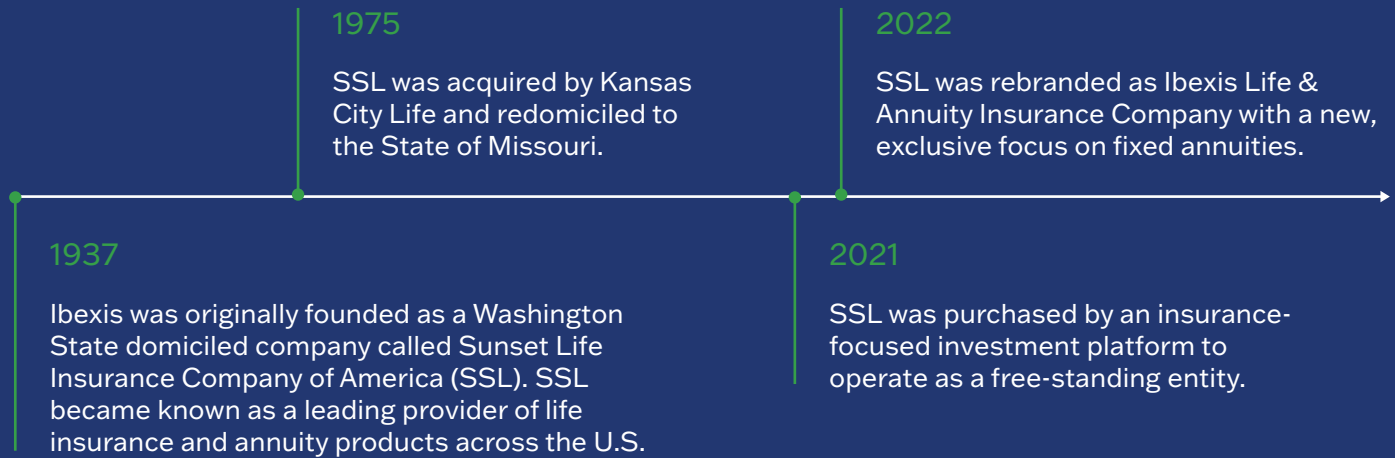 1975
SSL was acquired by Kansas
City Life and redomiciled to
the State of Missouri.
2022
SSL was rebranded as Ibexis Life &
Annuity Insurance Company with a new,
exclusive focus on fixed annuities.
1937
Ibexis was originally founded as a Washington
State domiciled company called Sunset Life
Insurance Company of America (SSL). SSL
became known as a leading provider of life
insurance and annuity products across the U.S.
2021
SSL was purchased by an insurance-
focused investment platform to
operate as a free-standing entity.